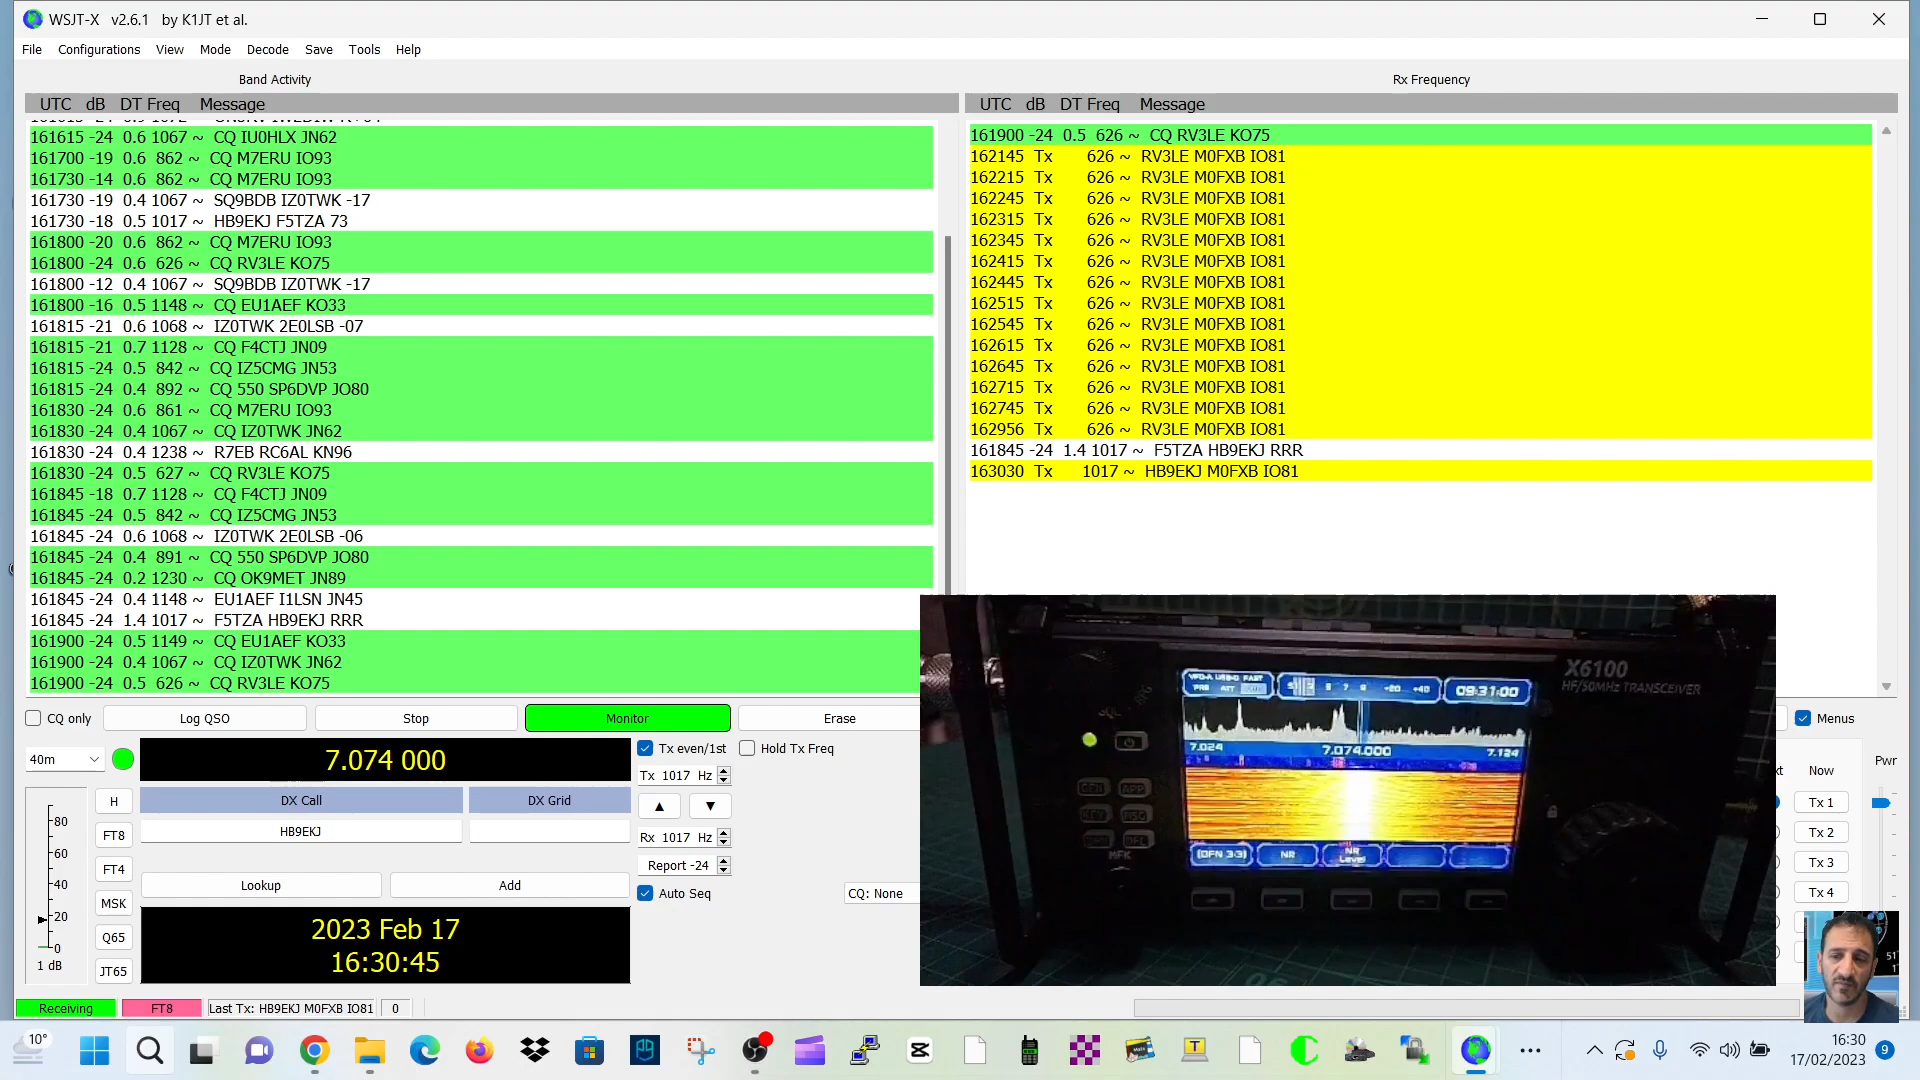 WSJT-X v2.6.1 by K1JT et al.
File Configurations View Mode Decode Save Tools Help
Band Activity
UTC dB DT Freq Message
161615 -24 0.6 1067 ~ CQ IU0HLX JN62
161700 -19 0.6 862 ~ CQ M7ERU IO93
161730 -14 0.6 862 ~ CQ M7ERU IO93
161730 -19 0.4 1067 ~ SQ9BDB IZ0TWK -17
161730 -18 0.5 1017 ~ HB9EKJ F5TZA 73
161800 -20 0.6 862 ~ CQ M7ERU IO93
161800 -24 0.6 626 ~ CQ RV3LE KO75
161800 -12 0.4 1067 ~ SQ9BDB IZ0TWK -17
161800 -16 0.5 1148 ~ CQ EU1AEF KO33
161815 -21 0.6 1068 ~ IZ0TWK 2E0LSB -07
161815 -21 0.7 1128 ~ CQ F4CTJ JN09
161815 -24 0.5 842 ~ CQ IZ5CMG JN53
161815 -24 0.4 892 ~ CQ 550 SP6DVP JO80
161830 -24 0.6 861 ~ CQ M7ERU IO93
161830 -24 0.4 1067 ~ CQ IZ0TWK JN62
161830 -24 0.4 1238 ~ R7EB RC6AL KN96
161830 -24 0.5 627 ~ CQ RV3LE KO75
161845 -18 0.7 1128 ~ CQ F4CTJ JN09
161845 -24 0.5 842 ~ CQ IZ5CMG JN53
161845 -24 0.6 1068 ~ IZ0TWK 2E0LSB -06
161845 -24 0.4 891 ~ CQ 550 SP6DVP JO80
161845 -24 0.2 1230 ~ CQ OK9MET JN89
161845 -24 0.4 1148 ~ EU1AEF I1LSN JN45
161845 -24 1.4 1017 ~ F5TZA HB9EKJ RRR
161900 -24 0.5 1149 ~ CQ EU1AEF KO33
161900 -24 0.4 1067 ~ CQ IZ0TWK JN62
161900 -24 0.5 626 ~ CQ RV3LE KO75
Rx Frequency
UTC dB DT Freq Message
161900 -24 0.5 626 ~ CQ RV3LE KO75
162145 Tx 626 ~ RV3LE M0FXB IO81
162215 Tx 626 ~ RV3LE M0FXB IO81
162245 Tx 626 ~ RV3LE M0FXB IO81
162315 Tx 626 ~ RV3LE M0FXB IO81
162345 Tx 626 ~ RV3LE M0FXB IO81
162415 Tx 626 ~ RV3LE M0FXB IO81
162445 Tx 626 ~ RV3LE M0FXB IO81
162515 Tx 626 ~ RV3LE M0FXB IO81
162545 Tx 626 ~ RV3LE M0FXB IO81
162615 Tx 626 ~ RV3LE M0FXB IO81
162645 Tx 626 ~ RV3LE M0FXB IO81
162715 Tx 626 ~ RV3LE M0FXB IO81
162745 Tx 626 ~ RV3LE M0FXB IO81
162956 Tx 626 ~ RV3LE M0FXB IO81
161845 -24 1.4 1017 ~ F5TZA HB9EKJ RRR
163030 Tx 1017 ~ HB9EKJ M0FXB IO81
CQ only Log QSO Stop Monitor Erase Menus
40m 7.074 000 Tx even/1st Hold Tx Freq
Tx 1017 Hz
DX Call DX Grid
HB9EKJ
Rx 1017 Hz
Report -24
Lookup Add Auto Seq CQ: None
2023 Feb 17
16:30:45
H
FT8
FT4
MSK
Q65
JT65
80
60
40
20
0
1 dB
Now Pwr
Tx 1
Tx 2
Tx 3
Tx 4
X6100
HF/50MHz TRANSCEIVER
VFO-A USB-D FAST
PRE ATT
+20 +40
09:31:00
7.024 7.074.000 7.124
(DFN 3:3) NR NR Level
GEN APP
KEY MSG
MFK
Receiving FT8 Last Tx: HB9EKJ M0FXB IO81 0
10°
16:30
17/02/2023
9